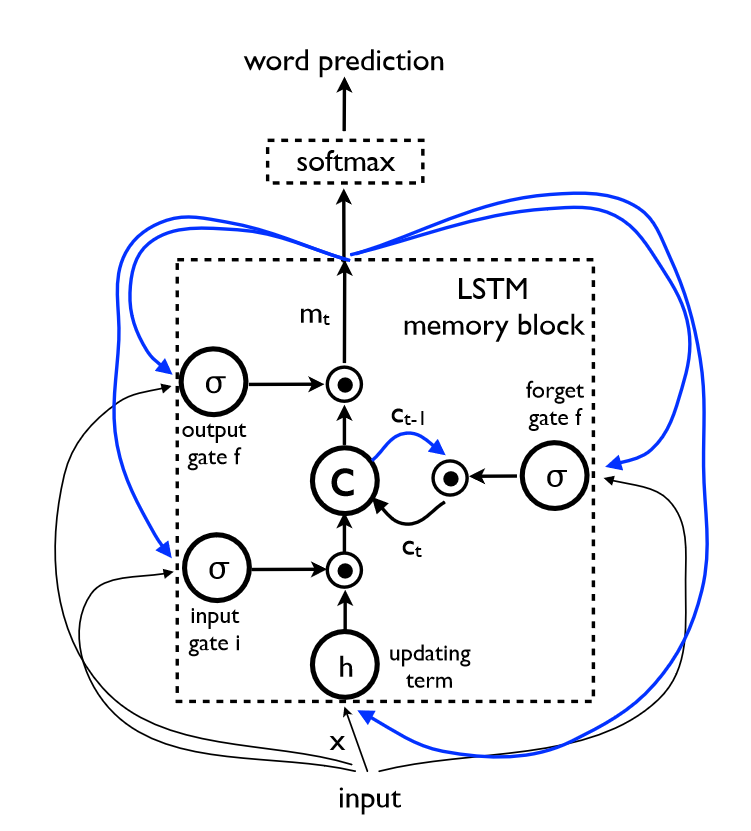 word prediction
softmax
LSTM
memory block
mt
σ
output
gate f
forget
gate f
ct-1
c
σ
ct
σ
input
gate i
h
updating
term
x
input